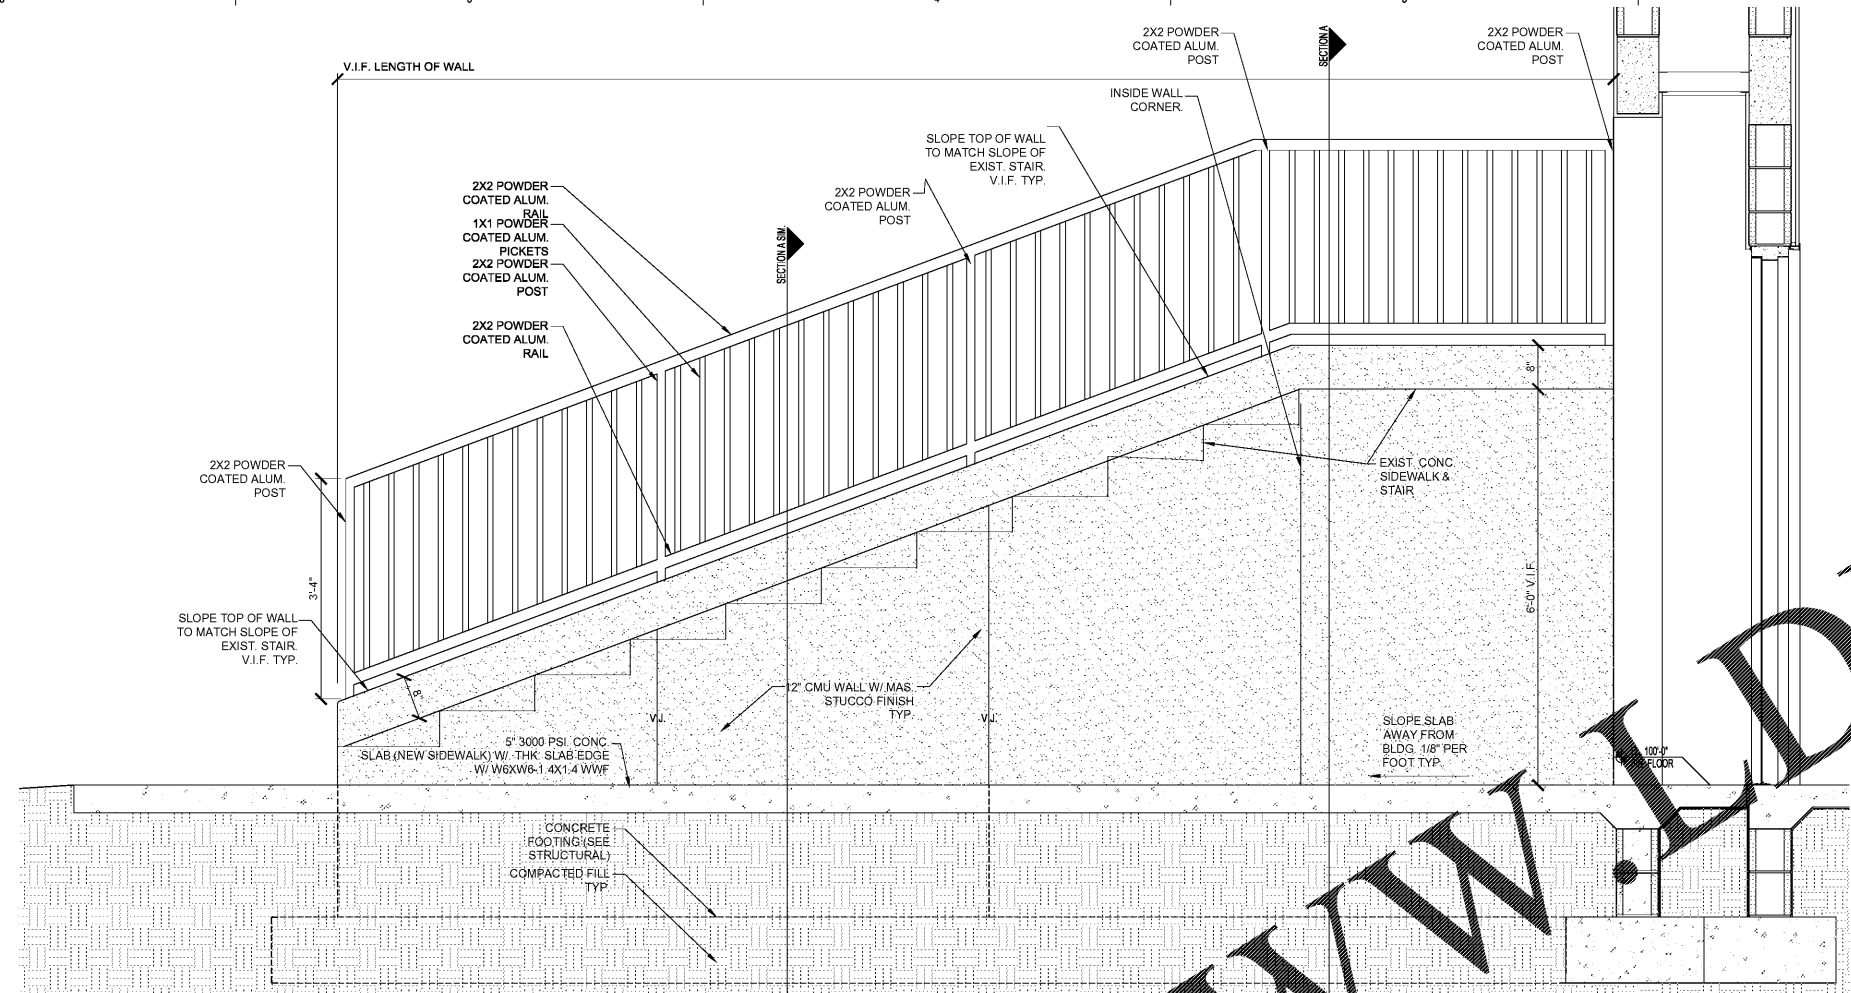 V.I.F. LENGTH OF WALL
2X2 POWDER
COATED ALUM.
POST
SECTION A
2X2 POWDER
COATED ALUM.
POST
INSIDE WALL
CORNER.
SLOPE TOP OF WALL
TO MATCH SLOPE OF
EXIST. STAIR.
V.I.F. TYP.
2X2 POWDER
COATED ALUM.
POST
2X2 POWDER
COATED ALUM.
RAIL
1X1 POWDER
COATED ALUM.
PICKETS
2X2 POWDER
COATED ALUM.
POST
SECTION A SIM.
2X2 POWDER
COATED ALUM.
RAIL
8"
2X2 POWDER
COATED ALUM.
POST
EXIST. CONC.
SIDEWALK &
STAIR
3'-4"
6'-0" V.I.F.
SLOPE TOP OF WALL
TO MATCH SLOPE OF
EXIST. STAIR.
V.I.F. TYP.
8"
12" CMU WALL W/ MAS.
STUCCO FINISH
TYP.
V.J.
V.J.
SLOPE SLAB
AWAY FROM
BLDG. 1/8" PER
FOOT TYP.
5" 3000 PSI. CONC.
SLAB (NEW SIDEWALK) W/. THK. SLAB EDGE
W/ W6XW6-1.4X1.4 WWF
100'-0"
FLOOR
CONCRETE
FOOTING (SEE
STRUCTURAL)
COMPACTED FILL
TYP.